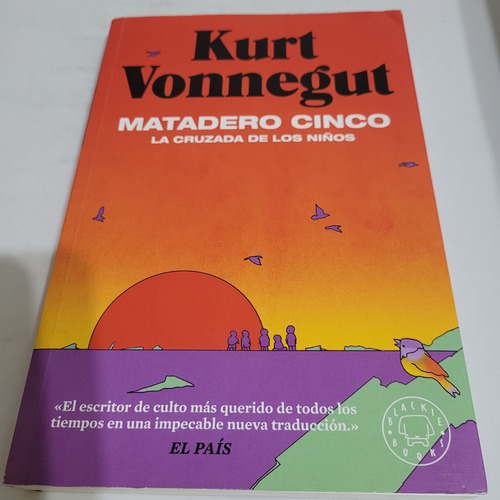 Kurt
Vonnegut
MATADERO CINCO
LA CRUZADA DE LOS NIÑOS
«El escritor de culto más querido de todos los
tiempos en una impecable nueva traducción.»
EL PAÍS
BLACKIE
BOOKS